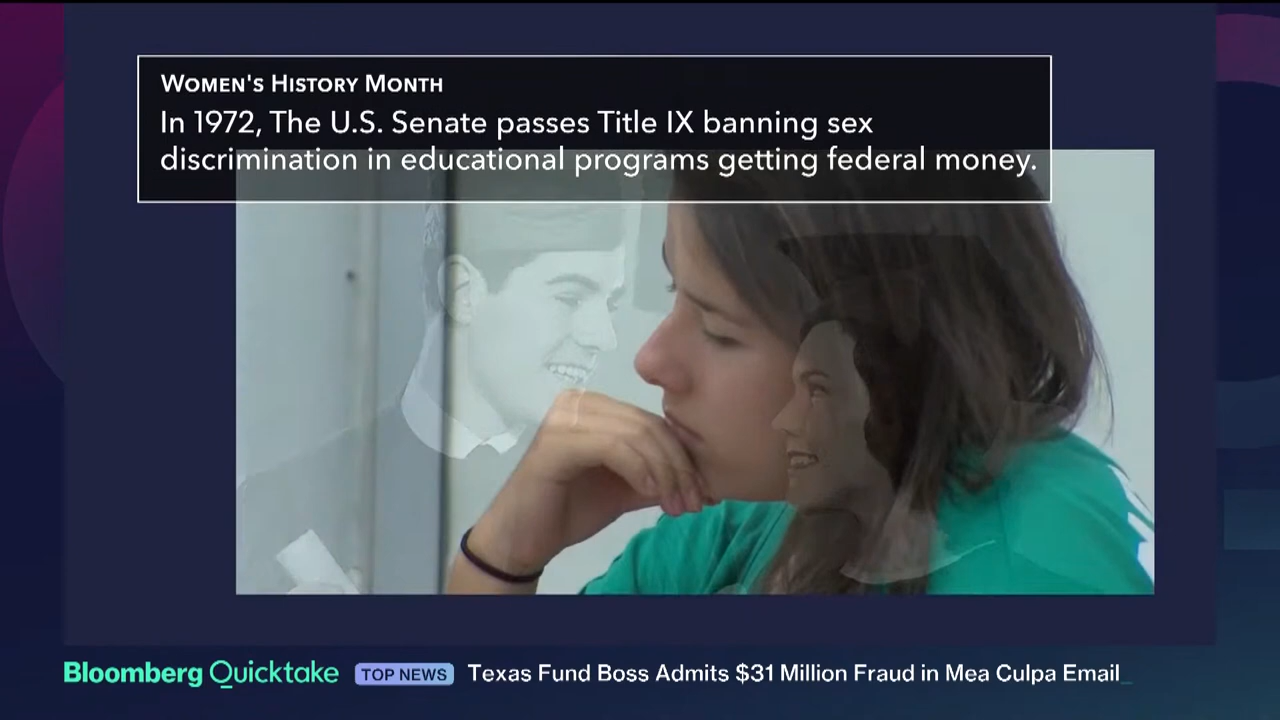 WOMEN'S HISTORY MONTH
In 1972, The U.S. Senate passes Title IX banning sex
discrimination in educational programs getting federal money.
Bloomberg Quicktake TOP NEWS Texas Fund Boss Admits $31 Million Fraud in Mea Culpa Email_